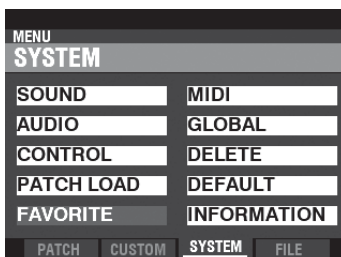 MENU
SYSTEM
SOUND
MIDI
AUDIO
GLOBAL
CONTROL
DELETE
PATCH LOAD
DEFAULT
FAVORITE
INFORMATION
PATCH CUSTOM SYSTEM FILE